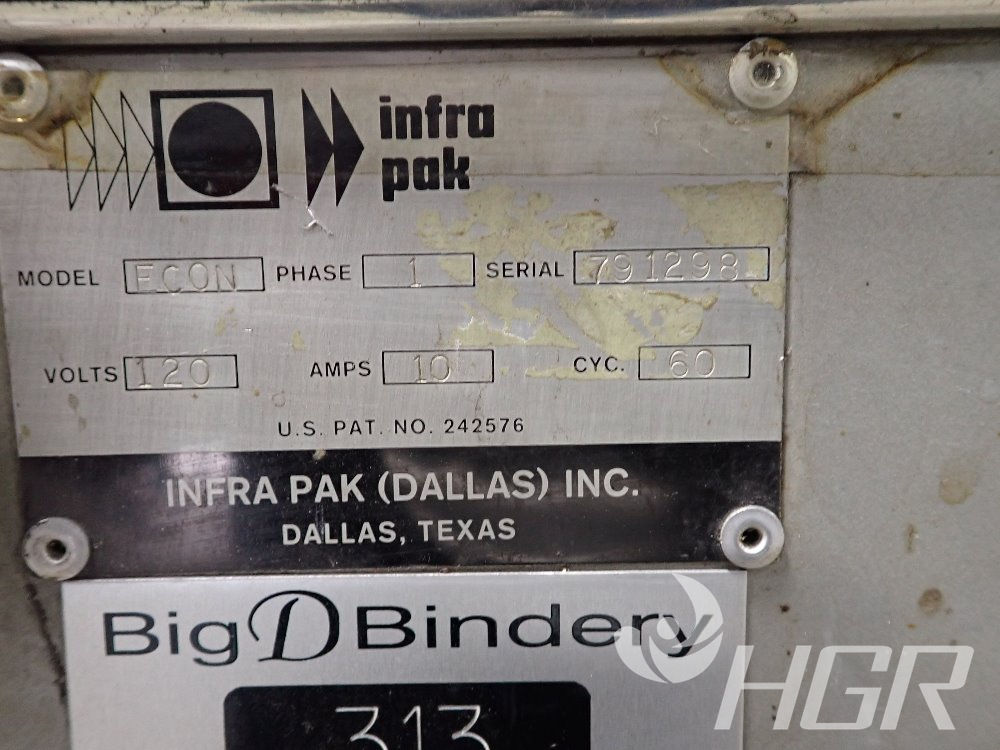 infra
pak
MODEL ECON PHASE 1 SERIAL 791298
VOLTS 120 AMPS 10 CYC. 60
U.S. PAT. NO. 242576
INFRA PAK (DALLAS) INC.
DALLAS, TEXAS
Big D Bindery
313
HGR